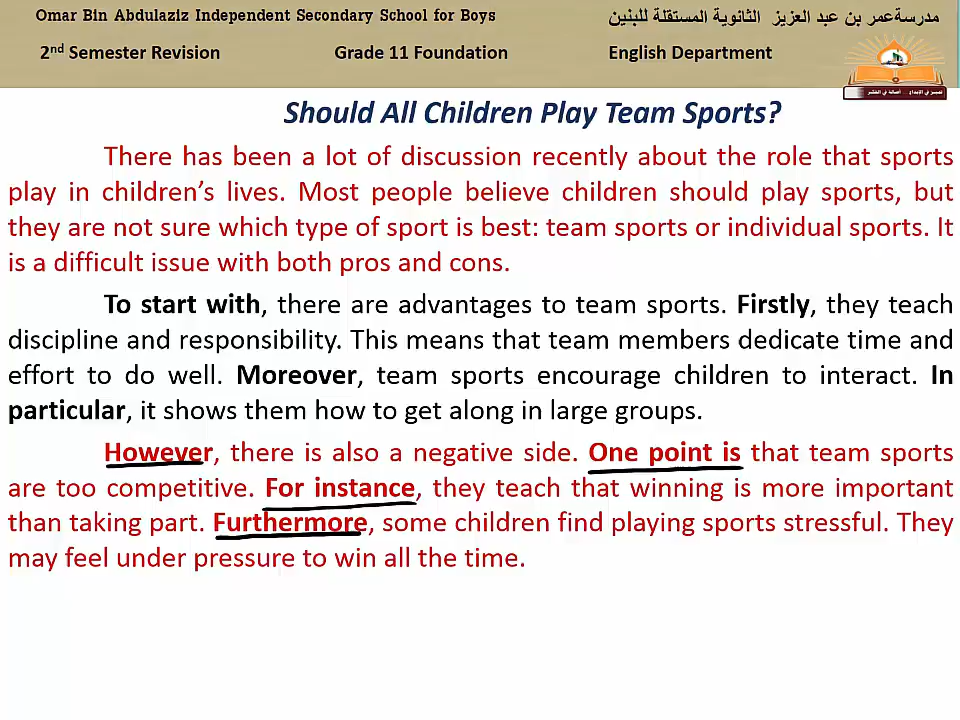 Omar Bin Abdulaziz Independent Secondary School for Boys
مدرسةعمر بن عبد العزيز الثانوية المستقلة للبنين
2nd Semester Revision Grade 11 Foundation English Department
Should All Children Play Team Sports?
There has been a lot of discussion recently about the role that sports
play in children’s lives. Most people believe children should play sports, but
they are not sure which type of sport is best: team sports or individual sports. It
is a difficult issue with both pros and cons.
To start with, there are advantages to team sports. Firstly, they teach
discipline and responsibility. This means that team members dedicate time and
effort to do well. Moreover, team sports encourage children to interact. In
particular, it shows them how to get along in large groups.
However, there is also a negative side. One point is that team sports
are too competitive. For instance, they teach that winning is more important
than taking part. Furthermore, some children find playing sports stressful. They
may feel under pressure to win all the time.